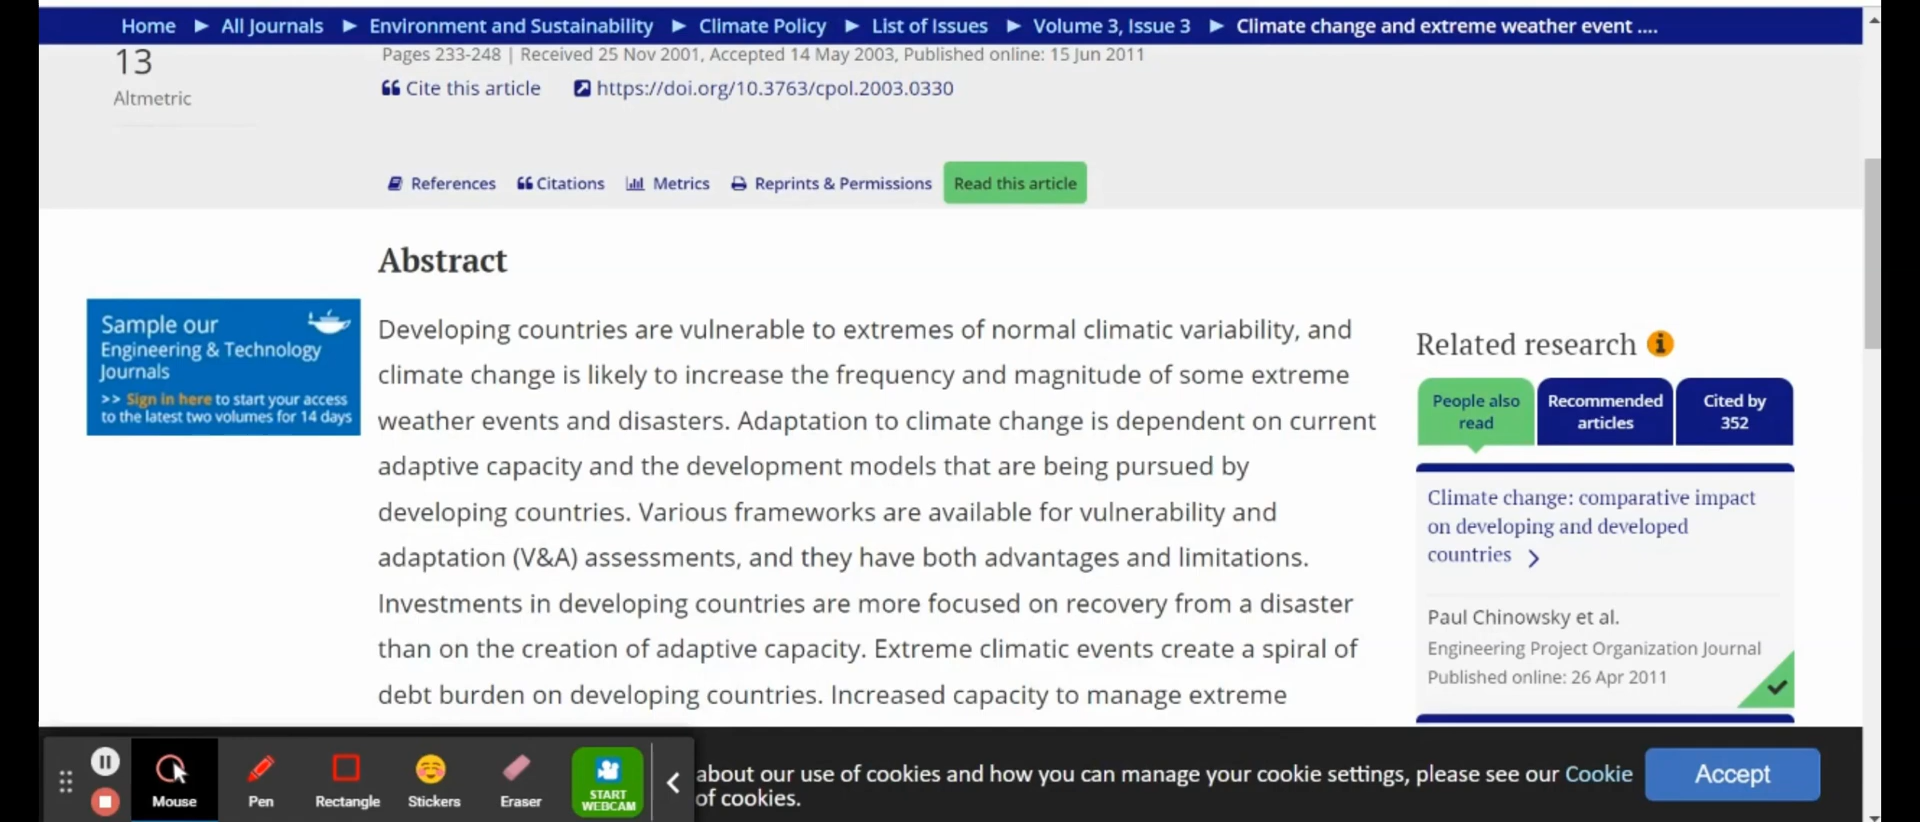 Home ▶ All Journals ▶ Environment and Sustainability ▶ Climate Policy ▶ List of Issues ▶ Volume 3, Issue 3 ▶ Climate change and extreme weather event ....
13
Altmetric
Pages 233-248 | Received 25 Nov 2001, Accepted 14 May 2003, Published online: 15 Jun 2011
Cite this article https://doi.org/10.3763/cpol.2003.0330
References Citations Metrics Reprints & Permissions Read this article
Abstract
Sample our
Engineering & Technology
Journals
>> Sign in here to start your access
to the latest two volumes for 14 days
Developing countries are vulnerable to extremes of normal climatic variability, and
climate change is likely to increase the frequency and magnitude of some extreme
weather events and disasters. Adaptation to climate change is dependent on current
adaptive capacity and the development models that are being pursued by
developing countries. Various frameworks are available for vulnerability and
adaptation (V&A) assessments, and they have both advantages and limitations.
Investments in developing countries are more focused on recovery from a disaster
than on the creation of adaptive capacity. Extreme climatic events create a spiral of
debt burden on developing countries. Increased capacity to manage extreme
Related research
People also
read
Recommended
articles
Cited by
352
Climate change: comparative impact
on developing and developed
countries
Paul Chinowsky et al.
Engineering Project Organization Journal
Published online: 26 Apr 2011
Mouse Pen Rectangle Stickers Eraser
START
WEBCAM
about our use of cookies and how you can manage your cookie settings, please see our Cookie
of cookies.
Accept